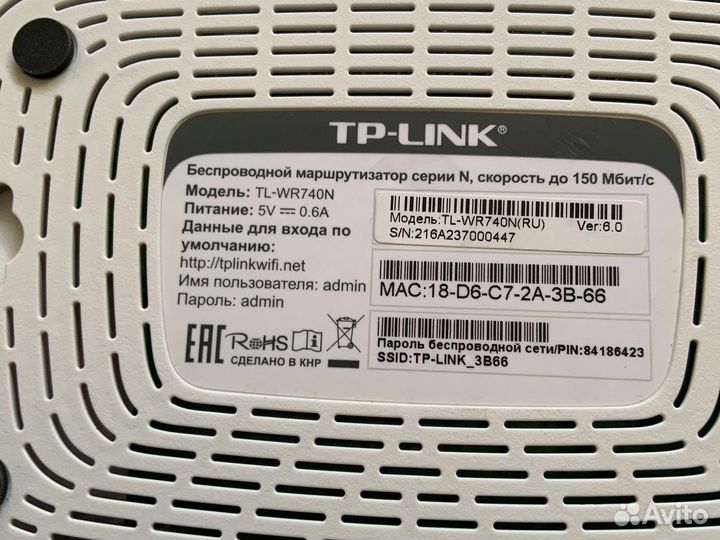 TP-LINK®
Беспроводной маршрутизатор серии N, скорость до 150 Мбит/с
Модель: TL-WR740N
Питание: 5V ⎓ 0.6A
Данные для входа по
умолчанию:
http://tplinkwifi.net
Имя пользователя: admin
Пароль: admin
EAC RoHS
СДЕЛАНО В КНР
Модель:TL-WR740N(RU) Ver:6.0
S/N:216A237000447
MAC:18-D6-C7-2A-3B-66
Пароль беспроводной сети/PIN:84186423
SSID:TP-LINK_3B66
Avito